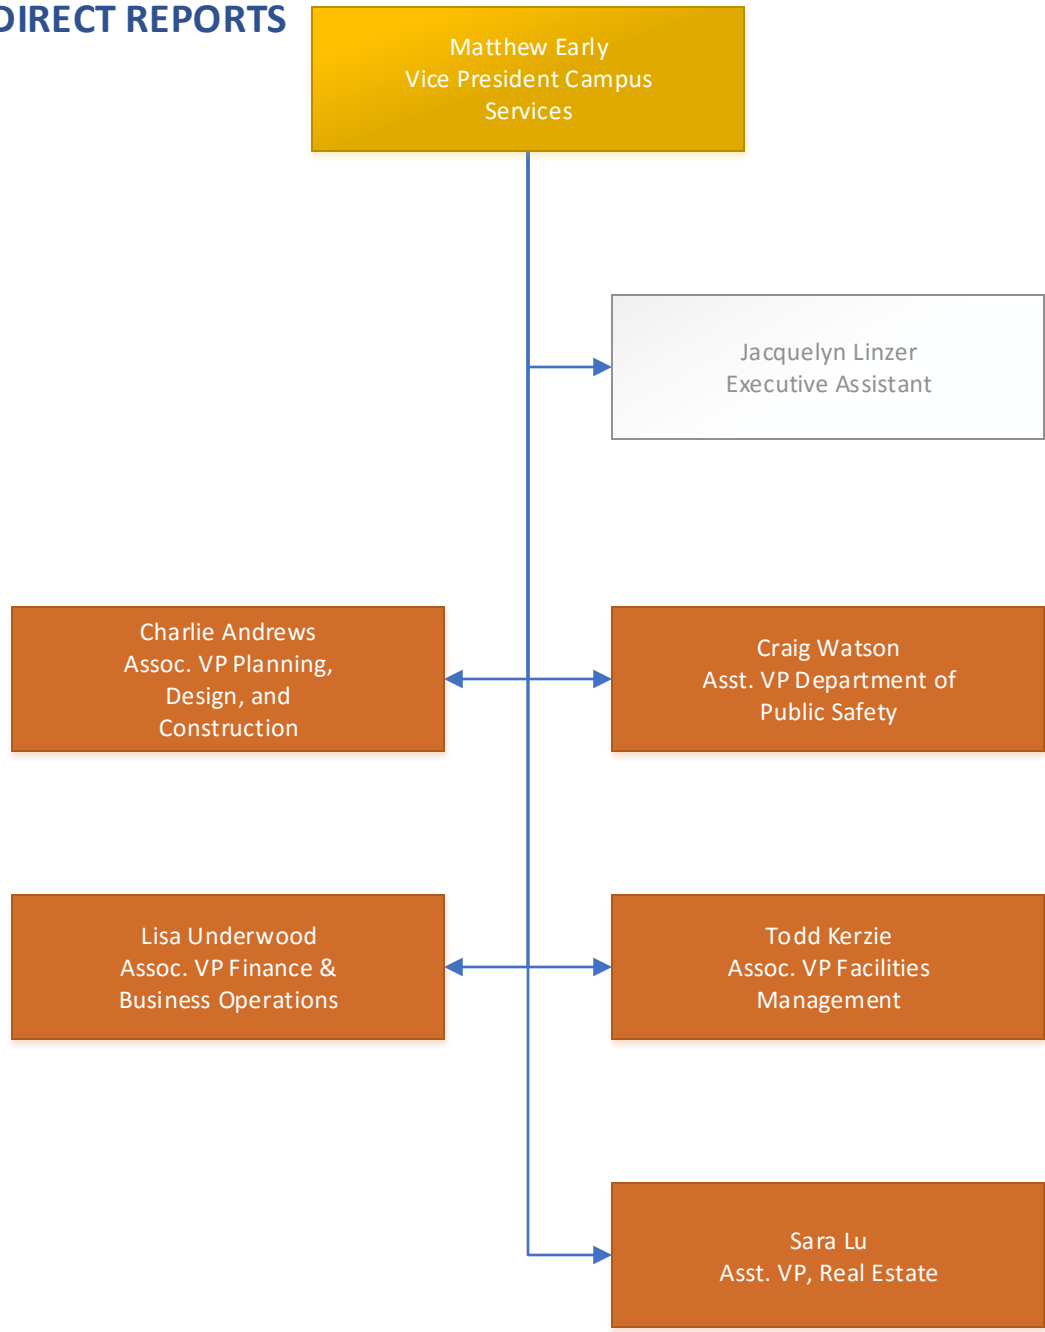 DIRECT REPORTS
Matthew Early
Vice President Campus
Services
Jacquelyn Linzer
Executive Assistant
Charlie Andrews
Assoc. VP Planning,
Design, and
Construction
Craig Watson
Asst. VP Department of
Public Safety
Lisa Underwood
Assoc. VP Finance &
Business Operations
Todd Kerzie
Assoc. VP Facilities
Management
Sara Lu
Asst. VP, Real Estate